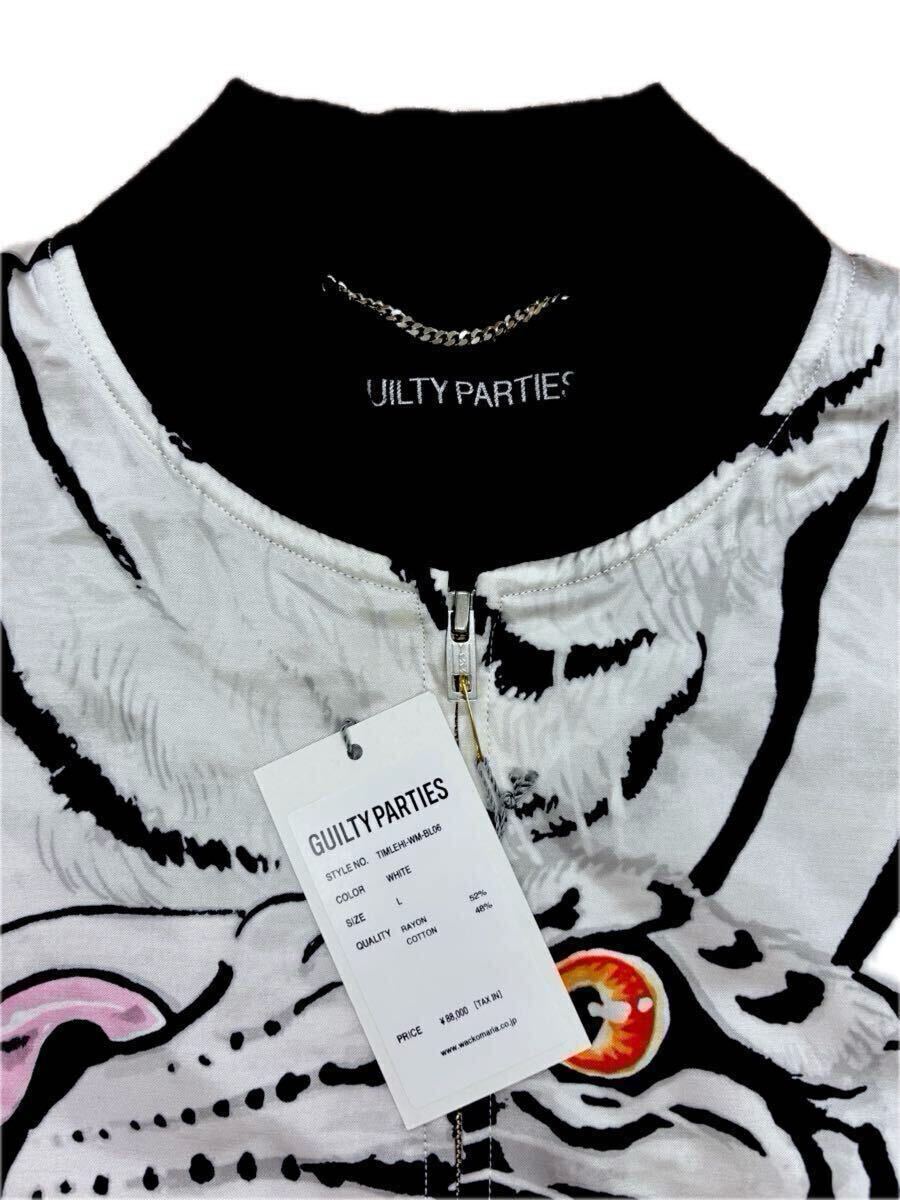 UILTY PARTIES
GUILTY PARTIES
STYLE NO. TIMLEHI-WM-BL06
COLOR WHITE
SIZE L
QUALITY RAYON 52%
COTTON 48%
PRICE ¥88,000 [TAX IN]
www.wackomaria.co.jp